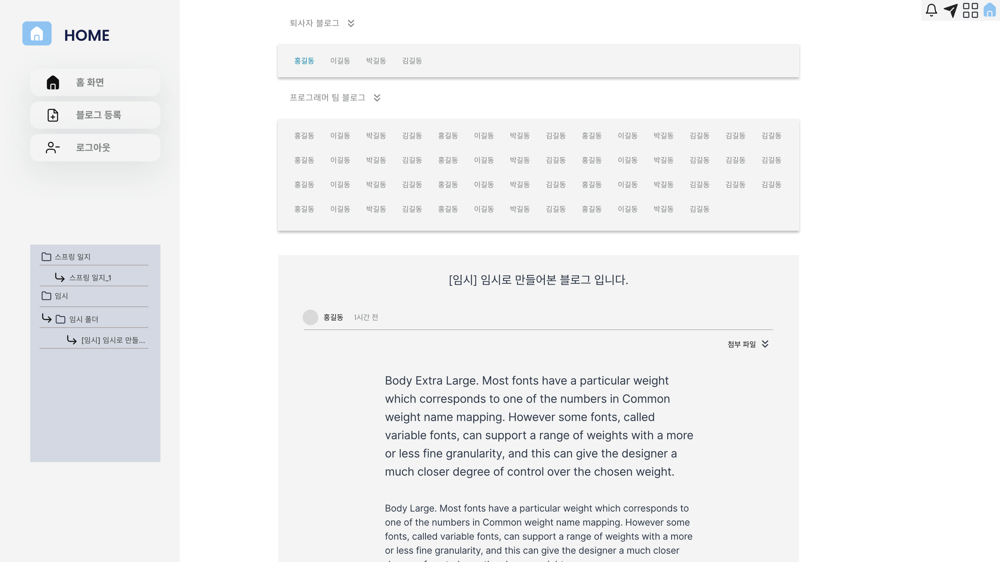 HOME
홈 화면
블로그 등록
로그아웃
스프링 일지
스프링 일지_1
임시
임시 폴더
[임시] 임시로 만들...
퇴사자 블로그
홍길동 이길동 박길동 김길동
프로그래머 팀 블로그
홍길동 이길동 박길동 김길동 홍길동 이길동 박길동 김길동 홍길동 이길동 박길동 김길동 김길동 김길동
홍길동 이길동 박길동 김길동 홍길동 이길동 박길동 김길동 홍길동 이길동 박길동 김길동 김길동 김길동
홍길동 이길동 박길동 김길동 홍길동 이길동 박길동 김길동 홍길동 이길동 박길동 김길동 김길동 김길동
홍길동 이길동 박길동 김길동 홍길동 이길동 박길동 김길동 홍길동 이길동 박길동 김길동
[임시] 임시로 만들어본 블로그 입니다.
홍길동 1시간 전
첨부 파일
Body Extra Large. Most fonts have a particular weight
which corresponds to one of the numbers in Common
weight name mapping. However some fonts, called
variable fonts, can support a range of weights with a more
or less fine granularity, and this can give the designer a
much closer degree of control over the chosen weight.
Body Large. Most fonts have a particular weight which corresponds to
one of the numbers in Common weight name mapping. However some
fonts, called variable fonts, can support a range of weights with a more
or less fine granularity, and this can give the designer a much closer